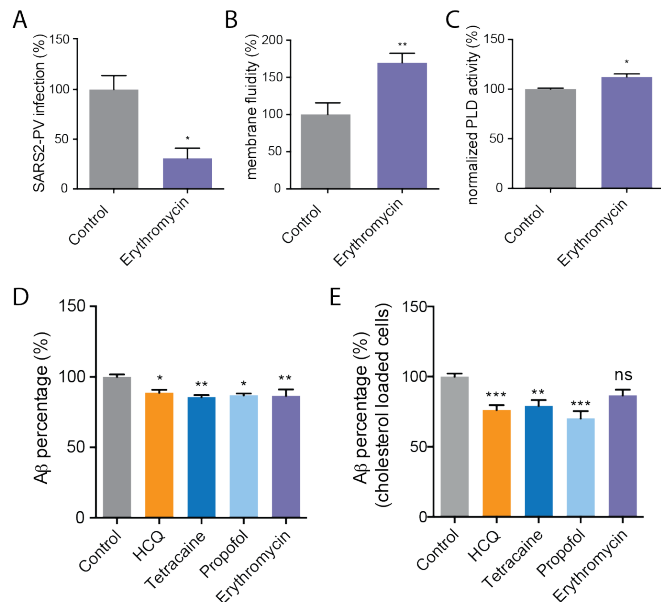 A
SARS2-PV infection (%)
150
100
50
0
*
Control
Erythromycin
B
membrane fluidity (%)
200
150
100
50
0
**
Control
Erythromycin
C
normalized PLD activity (%)
150
100
50
0
*
Control
Erythromycin
D
Aβ percentage (%)
150
100
50
0
*
**
*
**
Control
HCQ
Tetracaine
Propofol
Erythromycin
E
Aβ percentage (%)
(cholesterol loaded cells)
150
100
50
0
***
**
***
ns
Control
HCQ
Tetracaine
Propofol
Erythromycin